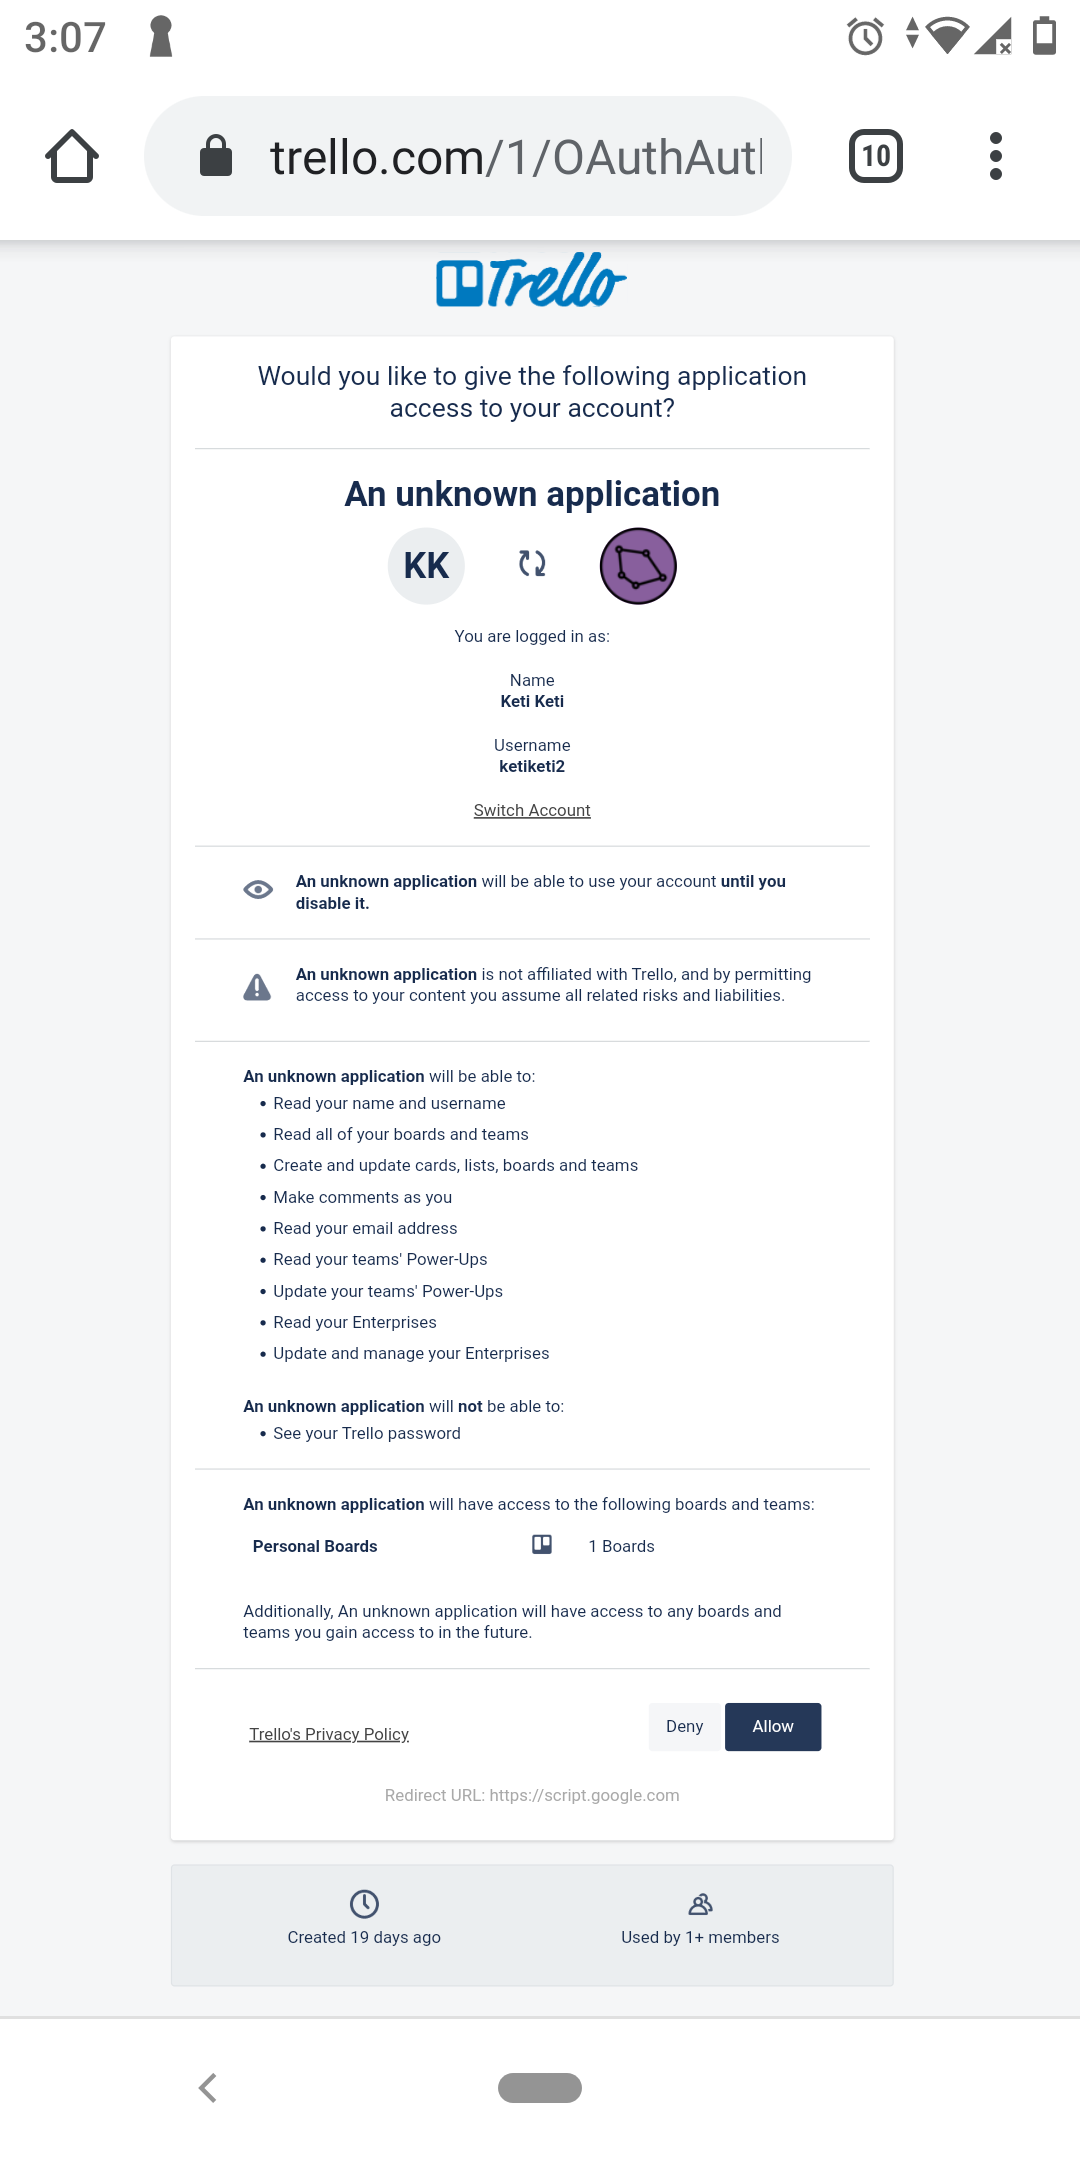 3:07
trello.com/1/OAuthAut
10
Trello
Would you like to give the following application
access to your account?
An unknown application
KK
You are logged in as:
Name
Keti Keti
Username
ketiketi2
Switch Account
An unknown application will be able to use your account until you
disable it.
An unknown application is not affiliated with Trello, and by permitting
access to your content you assume all related risks and liabilities.
An unknown application will be able to:
• Read your name and username
• Read all of your boards and teams
• Create and update cards, lists, boards and teams
• Make comments as you
• Read your email address
• Read your teams' Power-Ups
• Update your teams' Power-Ups
• Read your Enterprises
• Update and manage your Enterprises
An unknown application will not be able to:
• See your Trello password
An unknown application will have access to the following boards and teams:
Personal Boards 1 Boards
Additionally, An unknown application will have access to any boards and
teams you gain access to in the future.
Trello's Privacy Policy
Deny Allow
Redirect URL: https://script.google.com
Created 19 days ago
Used by 1+ members